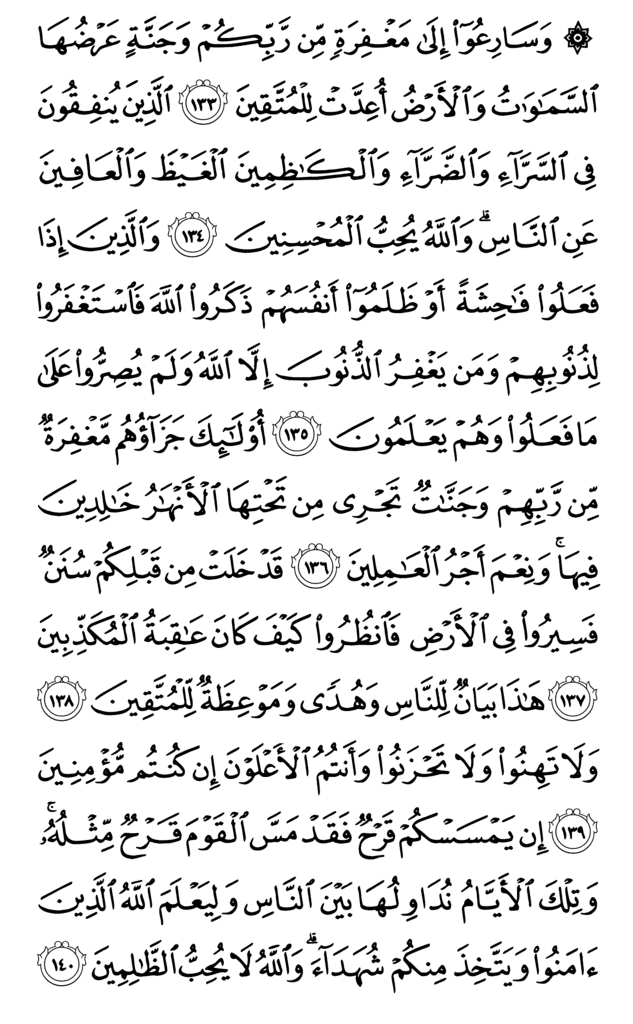 ۞ وَسَارِعُوٓا۟ إِلَىٰ مَغْفِرَةٍ مِّن رَّبِّكُمْ وَجَنَّةٍ عَرْضُهَا
ٱلسَّمَـٰوَٰتُ وَٱلْأَرْضُ أُعِدَّتْ لِلْمُتَّقِينَ ١٣٣ ٱلَّذِينَ يُنفِقُونَ
فِى ٱلسَّرَّآءِ وَٱلضَّرَّآءِ وَٱلْكَـٰظِمِينَ ٱلْغَيْظَ وَٱلْعَافِينَ
عَنِ ٱلنَّاسِ ۗ وَٱللَّهُ يُحِبُّ ٱلْمُحْسِنِينَ ١٣٤ وَٱلَّذِينَ إِذَا
فَعَلُوا۟ فَـٰحِشَةً أَوْ ظَلَمُوٓا۟ أَنفُسَهُمْ ذَكَرُوا۟ ٱللَّهَ فَٱسْتَغْفَرُوا۟
لِذُنُوبِهِمْ وَمَن يَغْفِرُ ٱلذُّنُوبَ إِلَّا ٱللَّهُ وَلَمْ يُصِرُّوا۟ عَلَىٰ
مَا فَعَلُوا۟ وَهُمْ يَعْلَمُونَ ١٣٥ أُو۟لَـٰٓئِكَ جَزَآؤُهُم مَّغْفِرَةٌ
مِّن رَّبِّهِمْ وَجَنَّـٰتٌ تَجْرِى مِن تَحْتِهَا ٱلْأَنْهَـٰرُ خَـٰلِدِينَ
فِيهَا ۚ وَنِعْمَ أَجْرُ ٱلْعَـٰمِلِينَ ١٣٦ قَدْ خَلَتْ مِن قَبْلِكُمْ سُنَنٌ
فَسِيرُوا۟ فِى ٱلْأَرْضِ فَٱنظُرُوا۟ كَيْفَ كَانَ عَـٰقِبَةُ ٱلْمُكَذِّبِينَ
١٣٧ هَـٰذَا بَيَانٌ لِّلنَّاسِ وَهُدًى وَمَوْعِظَةٌ لِّلْمُتَّقِينَ ١٣٨
وَلَا تَهِنُوا۟ وَلَا تَحْزَنُوا۟ وَأَنتُمُ ٱلْأَعْلَوْنَ إِن كُنتُم مُّؤْمِنِينَ
١٣٩ إِن يَمْسَسْكُمْ قَرْحٌ فَقَدْ مَسَّ ٱلْقَوْمَ قَرْحٌ مِّثْلُهُۥ ۚ
وَتِلْكَ ٱلْأَيَّامُ نُدَاوِلُهَا بَيْنَ ٱلنَّاسِ وَلِيَعْلَمَ ٱللَّهُ ٱلَّذِينَ
ءَامَنُوا۟ وَيَتَّخِذَ مِنكُمْ شُهَدَآءَ ۗ وَٱللَّهُ لَا يُحِبُّ ٱلظَّـٰلِمِينَ ١٤٠